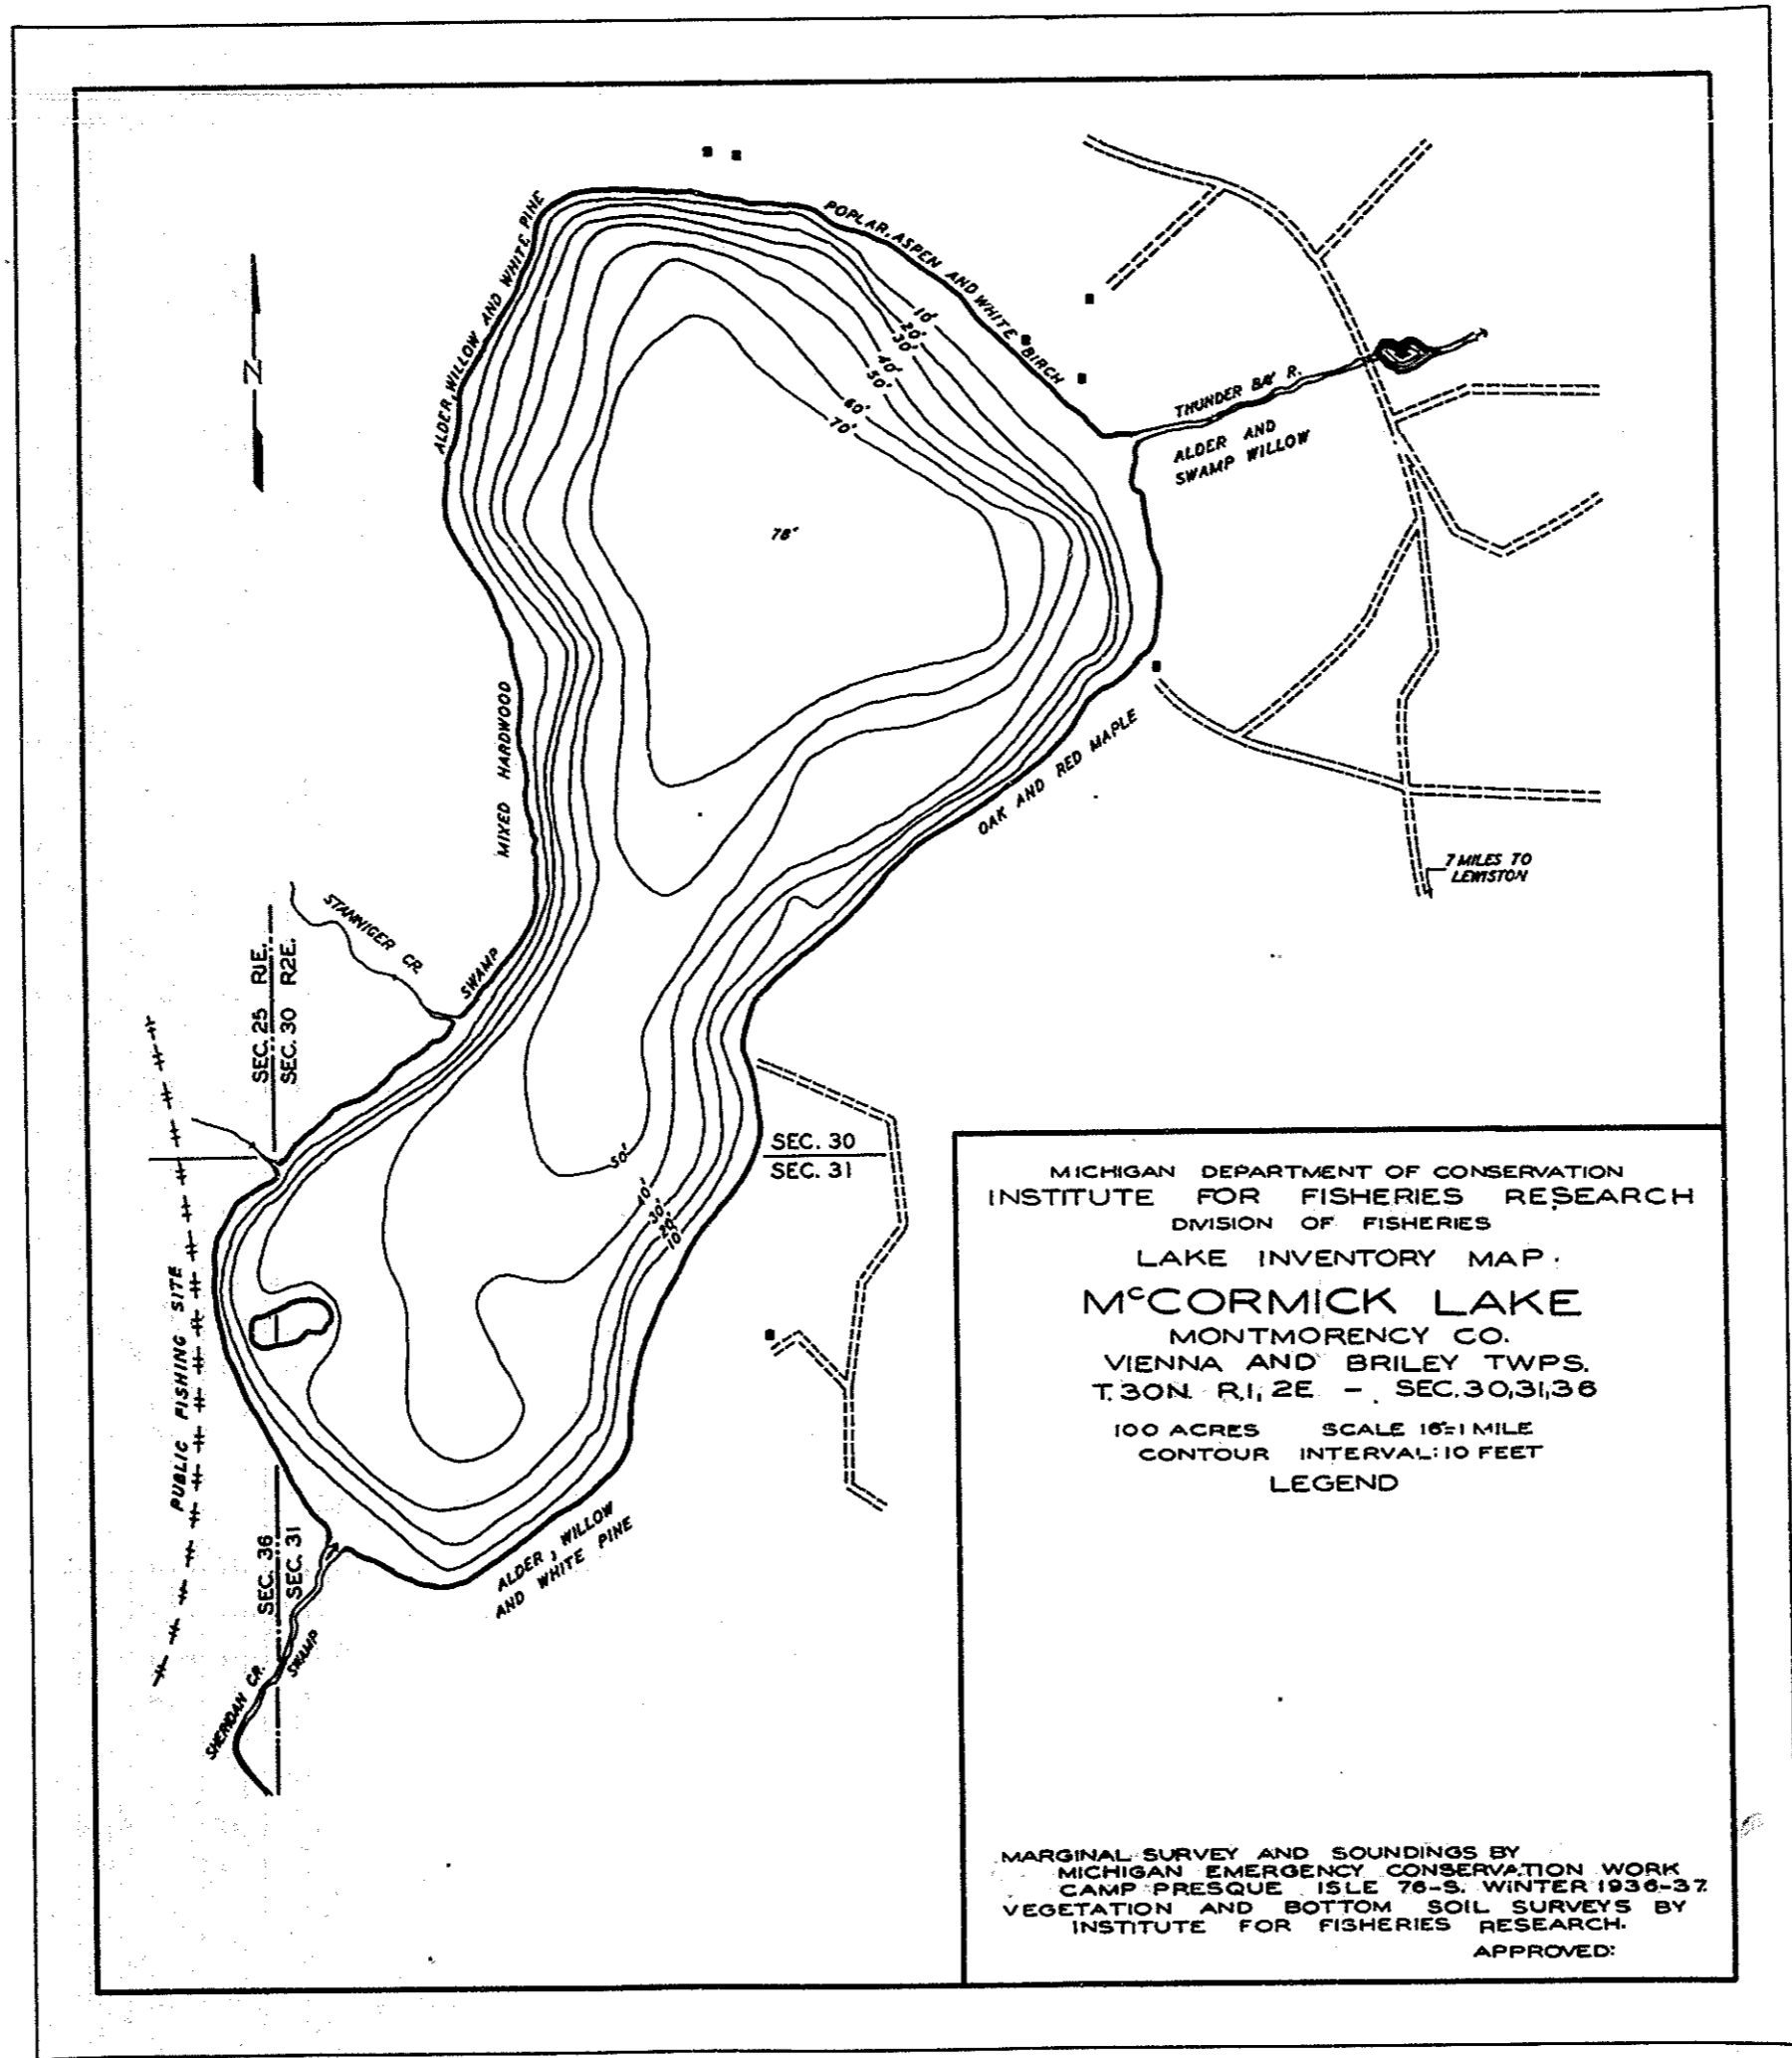 ALDER, WILLOW AND WHITE PINE
POPLAR, ASPEN AND WHITE BIRCH
N
10'
20'
30'
40'
50'
60'
70'
78'
THUNDER BAY R.
ALDER AND
SWAMP WILLOW
MIXED HARDWOOD
OAK AND RED MAPLE
7 MILES TO
LEWISTON
STANNIGER CR.
SWAMP
SEC. 25 R1E.
SEC. 30 R2E.
SEC. 30
SEC. 31
50'
40'
30'
20'
10'
PUBLIC FISHING SITE
SEC. 36
SEC. 31
ALDER, WILLOW
AND WHITE PINE
SHERIDAN CR.
SWAMP
MICHIGAN DEPARTMENT OF CONSERVATION
INSTITUTE FOR FISHERIES RESEARCH
DIVISION OF FISHERIES
LAKE INVENTORY MAP
McCORMICK LAKE
MONTMORENCY CO.
VIENNA AND BRILEY TWPS.
T.30N. R.1, 2E - SEC. 30,31,36
100 ACRES SCALE 16"=1 MILE
CONTOUR INTERVAL: 10 FEET
LEGEND
MARGINAL SURVEY AND SOUNDINGS BY
MICHIGAN EMERGENCY CONSERVATION WORK
CAMP PRESQUE ISLE 76-S. WINTER 1936-37.
VEGETATION AND BOTTOM SOIL SURVEYS BY
INSTITUTE FOR FISHERIES RESEARCH.
APPROVED: